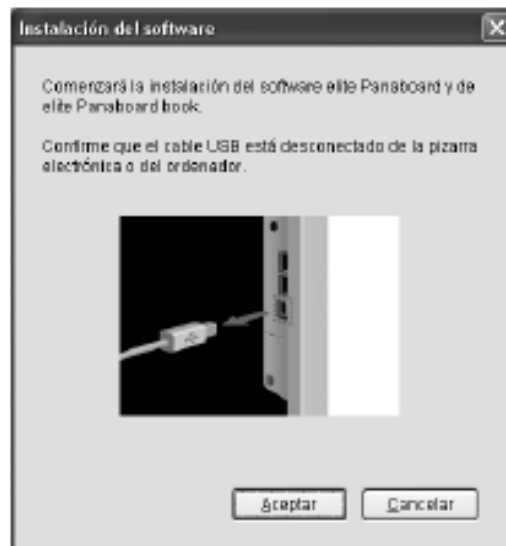 Instalación del software
Comenzará la instalación del software elite Panaboard y de
elite Panaboard book.
Confirme que el cable USB está desconectado de la pizarra
electrónica o del ordenador.
Aceptar
Cancelar